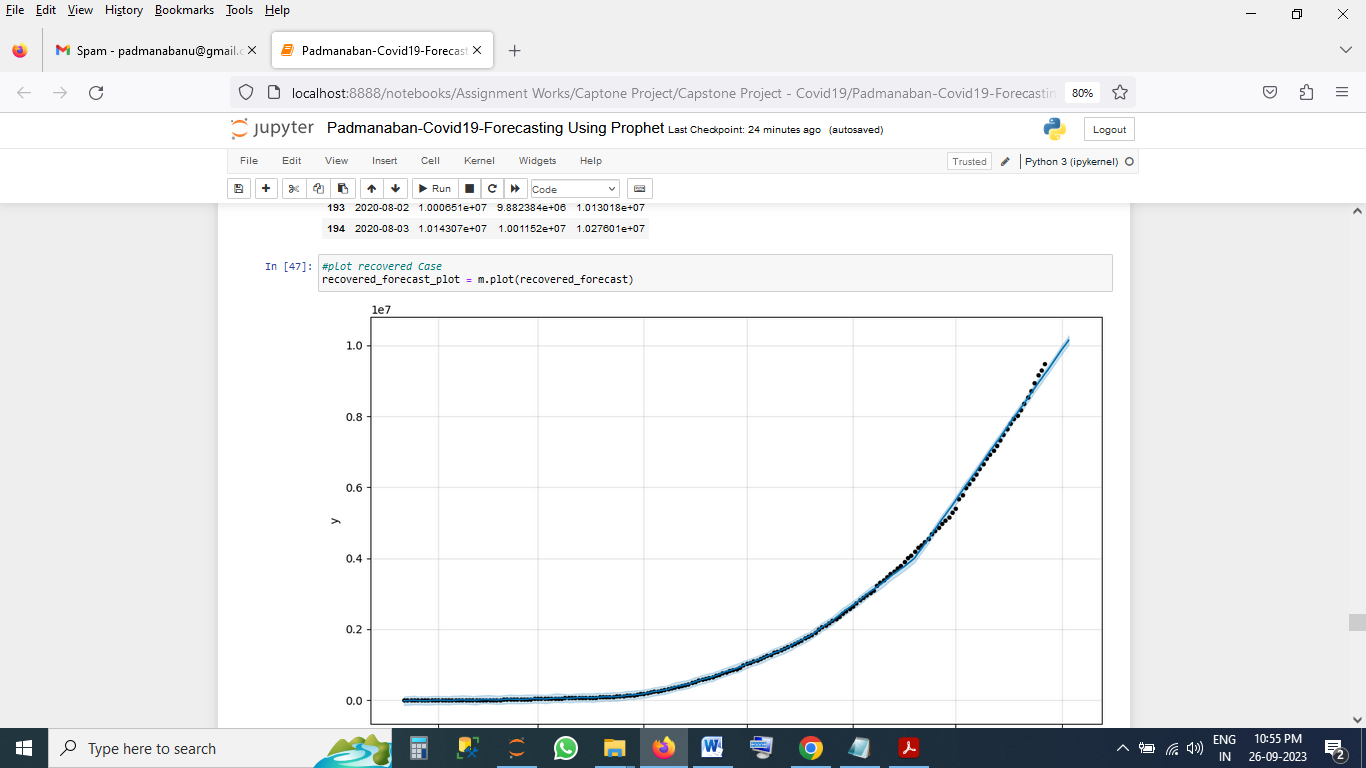 File Edit View History Bookmarks Tools Help
Spam - padmanabanu@gmail.c
Padmanaban-Covid19-Forecast
localhost:8888/notebooks/Assignment Works/Captone Project/Capstone Project - Covid19/Padmanaban-Covid19-Forecastin
80%
jupyter Padmanaban-Covid19-Forecasting Using Prophet Last Checkpoint: 24 minutes ago (autosaved)
Logout
File Edit View Insert Cell Kernel Widgets Help
Trusted
Python 3 (ipykernel)
Run
Code
193 2020-08-02 1.000651e+07 9.882384e+06 1.013018e+07
194 2020-08-03 1.014307e+07 1.001152e+07 1.027601e+07
In [47]: #plot recovered Case
recovered_forecast_plot = m.plot(recovered_forecast)
1e7
1.0
0.8
0.6
y
0.4
0.2
0.0
Type here to search
ENG
IN
10:55 PM
26-09-2023
2